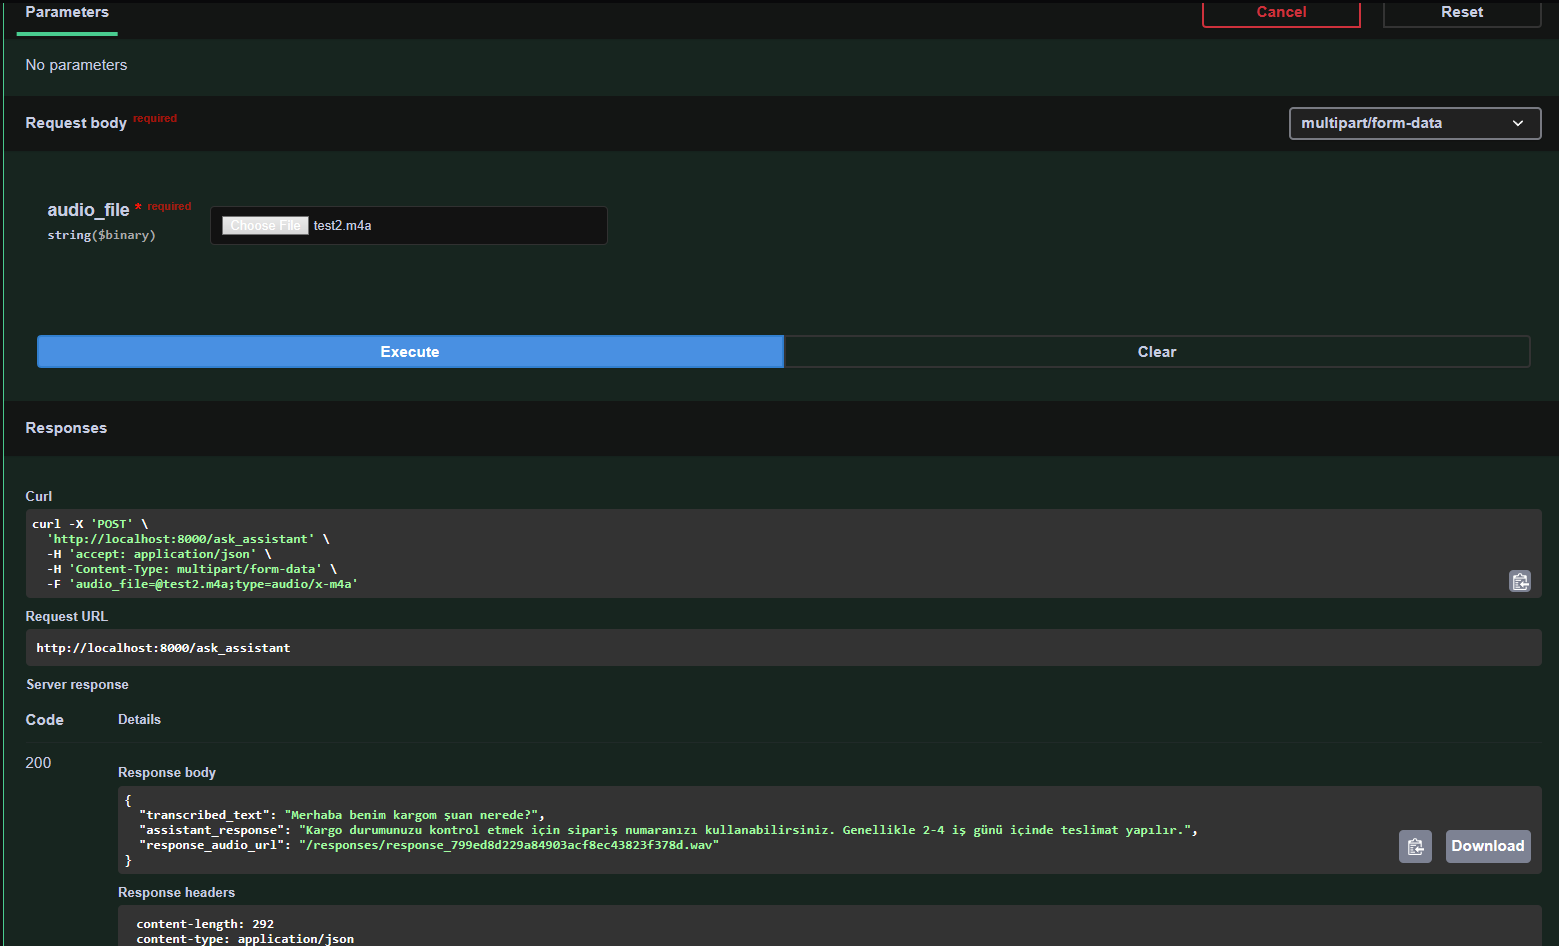 Parameters
Cancel
Reset
No parameters
Request body required
multipart/form-data
audio_file * required
string($binary)
Choose File test2.m4a
Execute
Clear
Responses
Curl
curl -X 'POST' \
  'http://localhost:8000/ask_assistant' \
  -H 'accept: application/json' \
  -H 'Content-Type: multipart/form-data' \
  -F 'audio_file=@test2.m4a;type=audio/x-m4a'
Request URL
http://localhost:8000/ask_assistant
Server response
Code
Details
200
Response body
{
  "transcribed_text": "Merhaba benim kargom şuan nerede?",
  "assistant_response": "Kargo durumunuzu kontrol etmek için sipariş numaranızı kullanabilirsiniz. Genellikle 2-4 iş günü içinde teslimat yapılır.",
  "response_audio_url": "/responses/response_799ed8d229a84903acf8ec43823f378d.wav"
}
Download
Response headers
content-length: 292
content-type: application/json